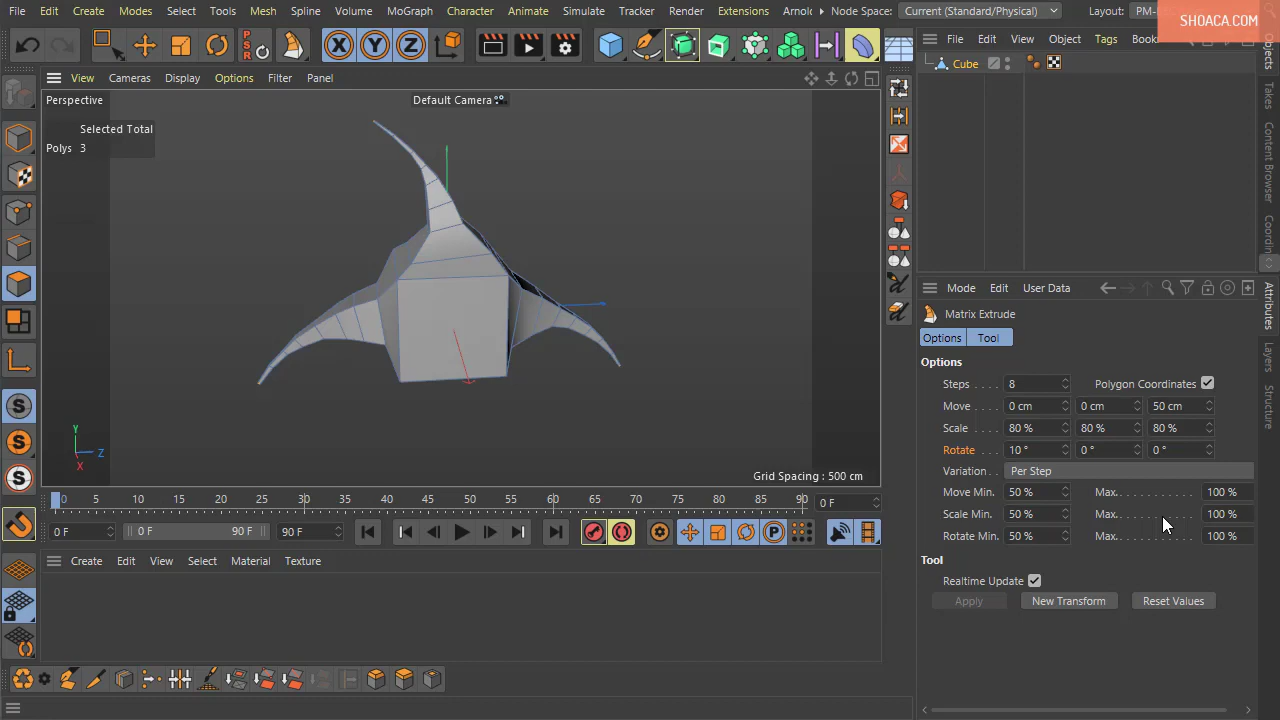 File Edit Create Modes Select Tools Mesh Spline Volume MoGraph Character Animate Simulate Tracker Render Extensions Arnold Node Space: Current (Standard/Physical) Layout: PM-
SHOACA.COM
PSR X Y Z
File Edit View Object Tags
View Cameras Display Options Filter Panel
Cube
Perspective Default Camera
Selected Total
Polys 3
Objects
Takes
Content Browser
Mode Edit User Data
Matrix Extrude
Options Tool
Options
Steps 8 Polygon Coordinates
Move 0 cm 0 cm 50 cm
Scale 80 % 80 % 80 %
Rotate 10 ° 0 ° 0 °
Variation Per Step
Move Min. 50 % Max. 100 %
Scale Min. 50 % Max. 100 %
Rotate Min. 50 % Max. 100 %
Tool
Realtime Update
Apply New Transform Reset Values
Attributes
Layers
Structure
S
S
S
Y
Z
X
Grid Spacing : 500 cm
0 5 10 15 20 25 30 35 40 45 50 55 60 65 70 75 80 85 90 0 F
0 F 0 F 90 F 90 F
P
Create Edit View Select Material Texture